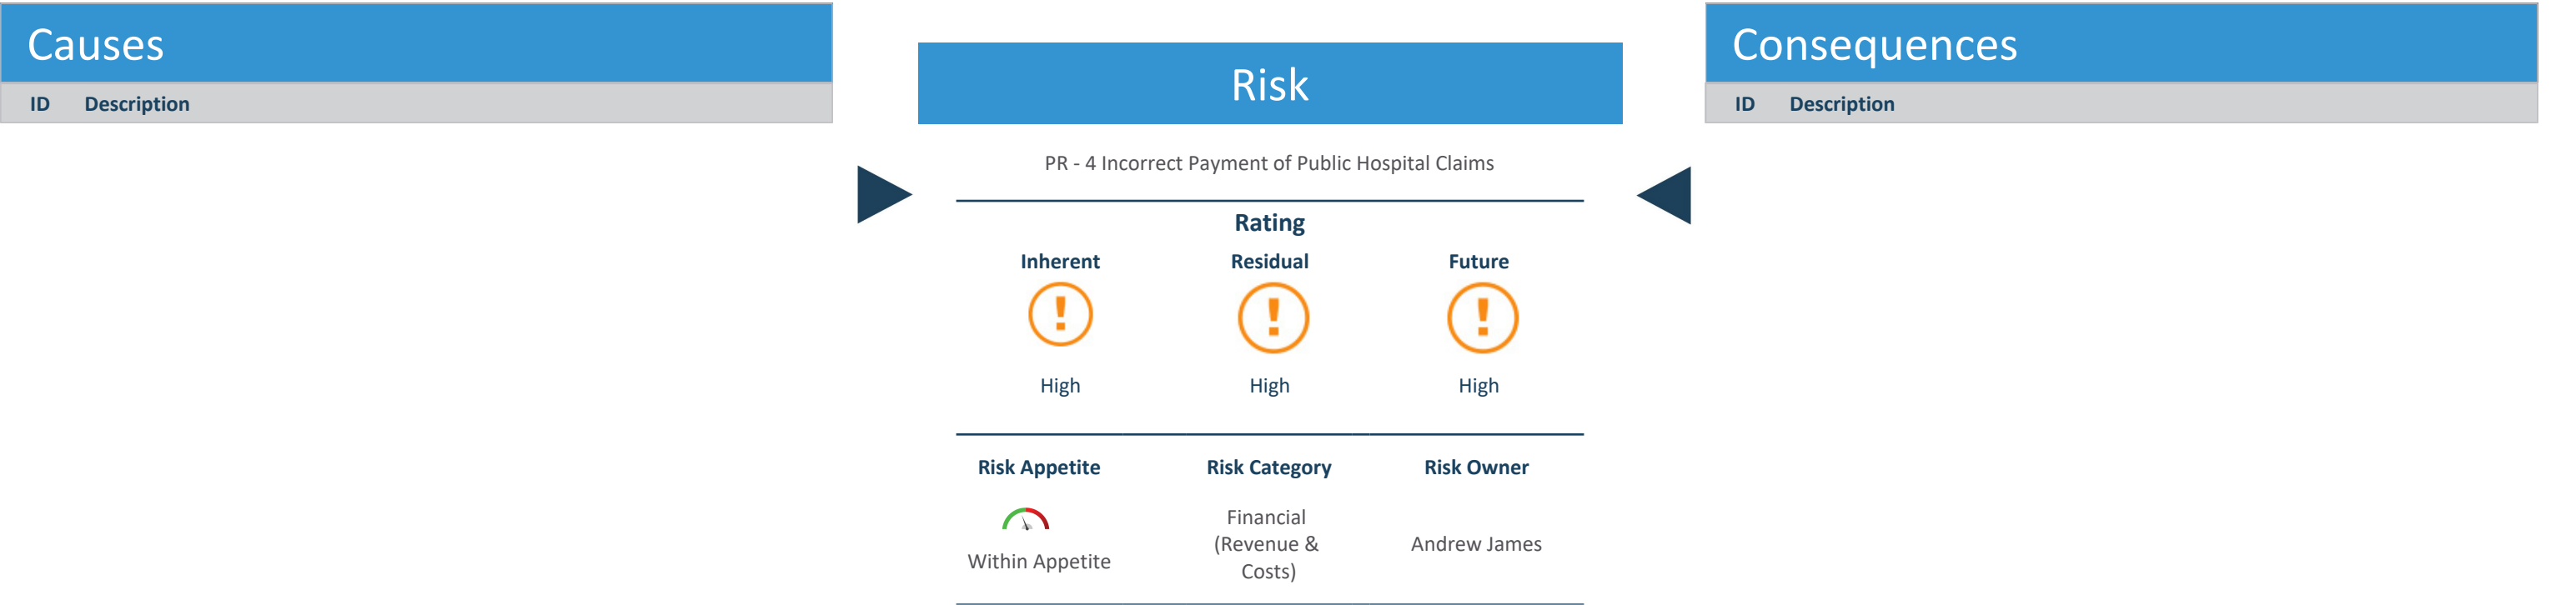 Causes
ID Description
Risk
PR - 4 Incorrect Payment of Public Hospital Claims
Rating
Inherent Residual Future
! ! !
High High High
Risk Appetite Risk Category Risk Owner
Within Appetite
Financial
(Revenue &
Costs)
Andrew James
Consequences
ID Description